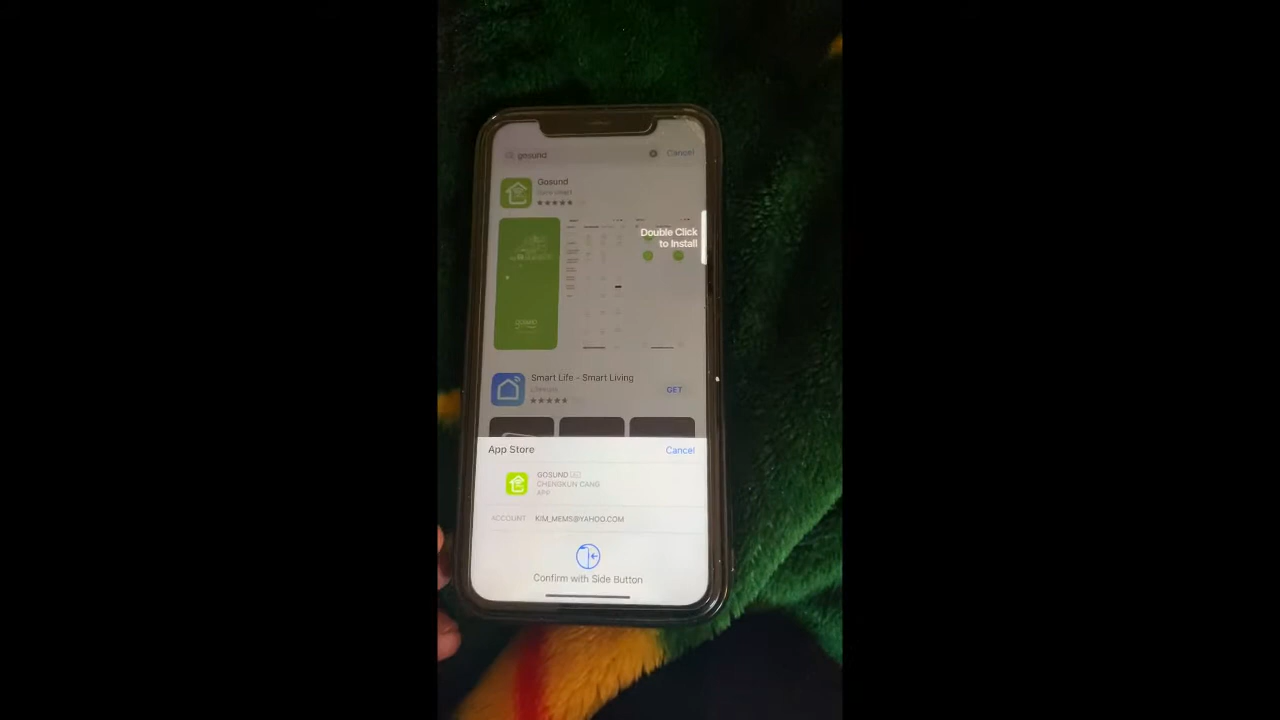 gosund
Cancel
Gosund
Double Click
to Install
Smart Life - Smart Living
GET
App Store
Cancel
GOSUND
CHENGKUN CANG
APP
ACCOUNT KIM_MEMS@YAHOO.COM
Confirm with Side Button